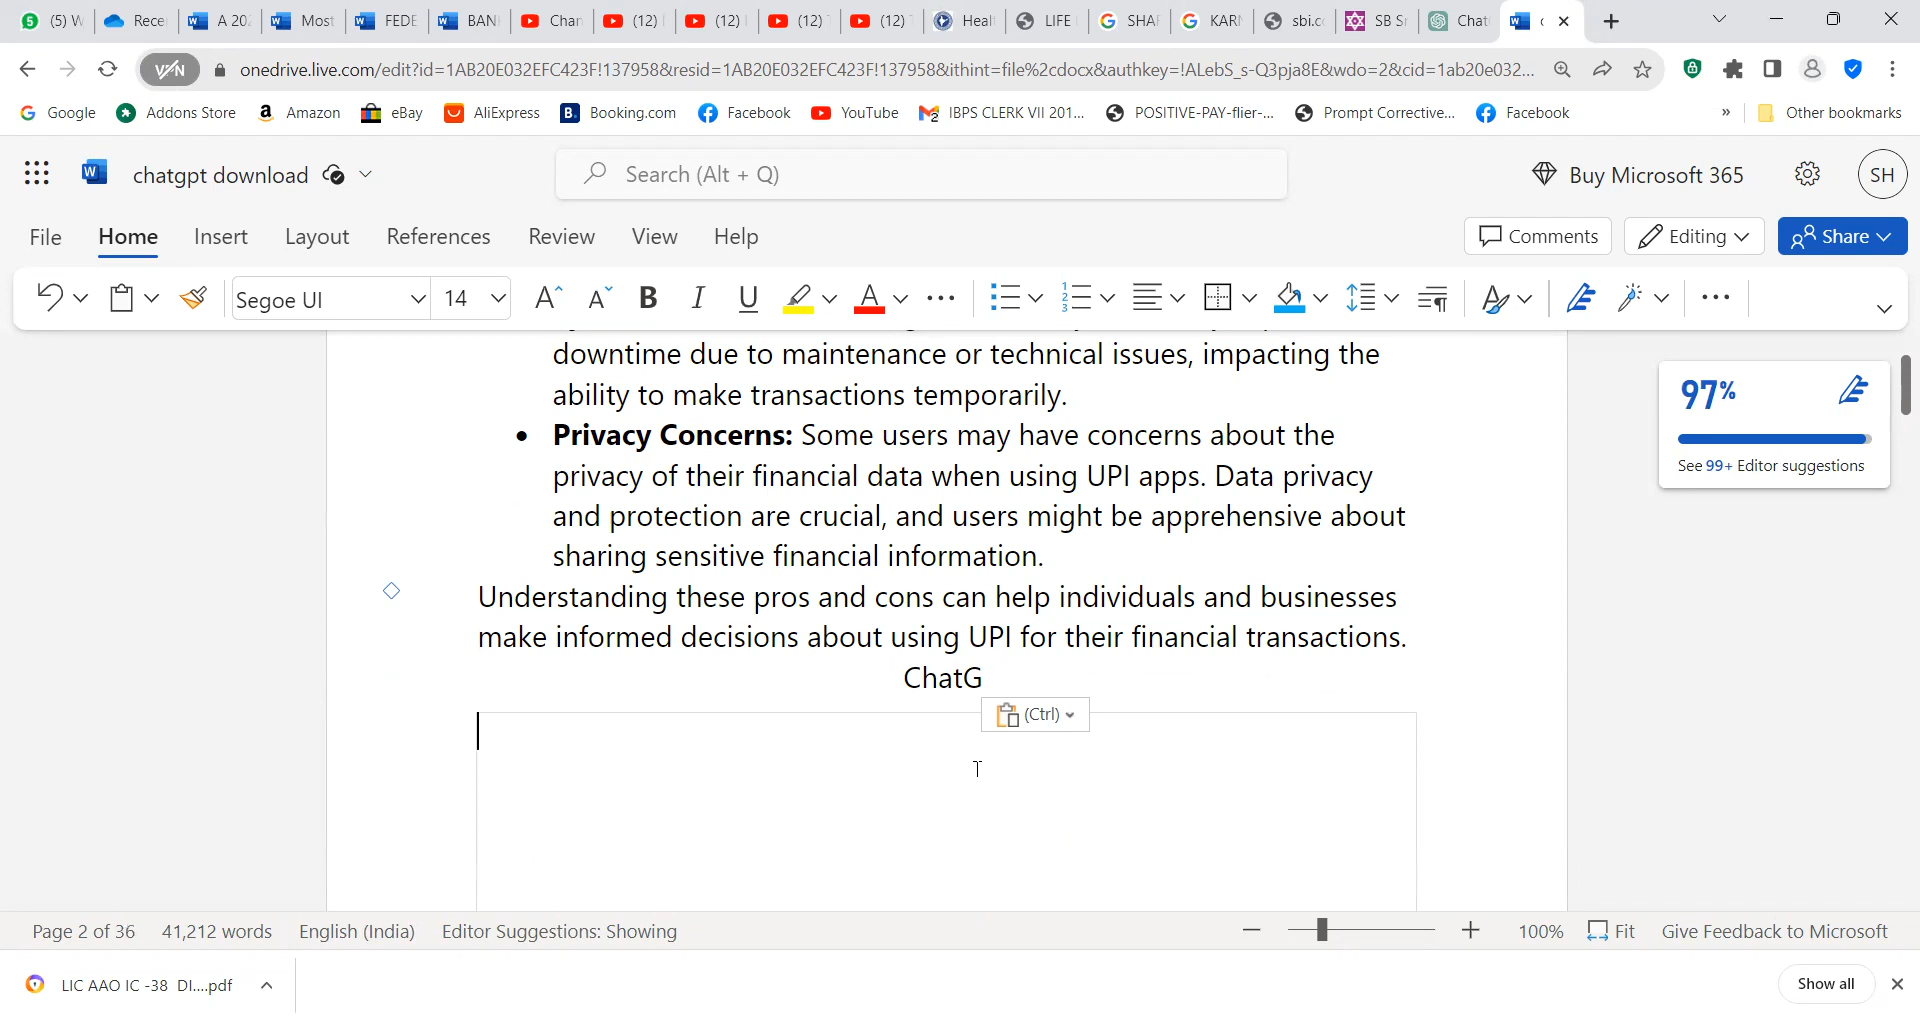 (5) W
Rece
A 202
Most
FEDE
BANK
Chan
(12)
(12)
(12)
(12)
Healt
LIFE
SHAR
KARN
sbi.co
SB Sr
Chat
V/PN
onedrive.live.com/edit?id=1AB20E032EFC423F!137958&resid=1AB20E032EFC423F!137958&ithint=file%2cdocx&authkey=!ALebS_s-Q3pja8E&wdo=2&cid=1ab20e032...
Google Addons Store Amazon eBay AliExpress Booking.com Facebook YouTube IBPS CLERK VII 201... POSITIVE-PAY-flier-... Prompt Corrective... Facebook » Other bookmarks
chatgpt download
Search (Alt + Q)
Buy Microsoft 365
SH
File Home Insert Layout References Review View Help
Comments Editing Share
Segoe UI 14
downtime due to maintenance or technical issues, impacting the
ability to make transactions temporarily.
• Privacy Concerns: Some users may have concerns about the
privacy of their financial data when using UPI apps. Data privacy
and protection are crucial, and users might be apprehensive about
sharing sensitive financial information.
Understanding these pros and cons can help individuals and businesses
make informed decisions about using UPI for their financial transactions.
ChatG
(Ctrl)
97%
See 99+ Editor suggestions
Page 2 of 36 41,212 words English (India) Editor Suggestions: Showing
100% Fit Give Feedback to Microsoft
LIC AAO IC -38 DI....pdf
Show all